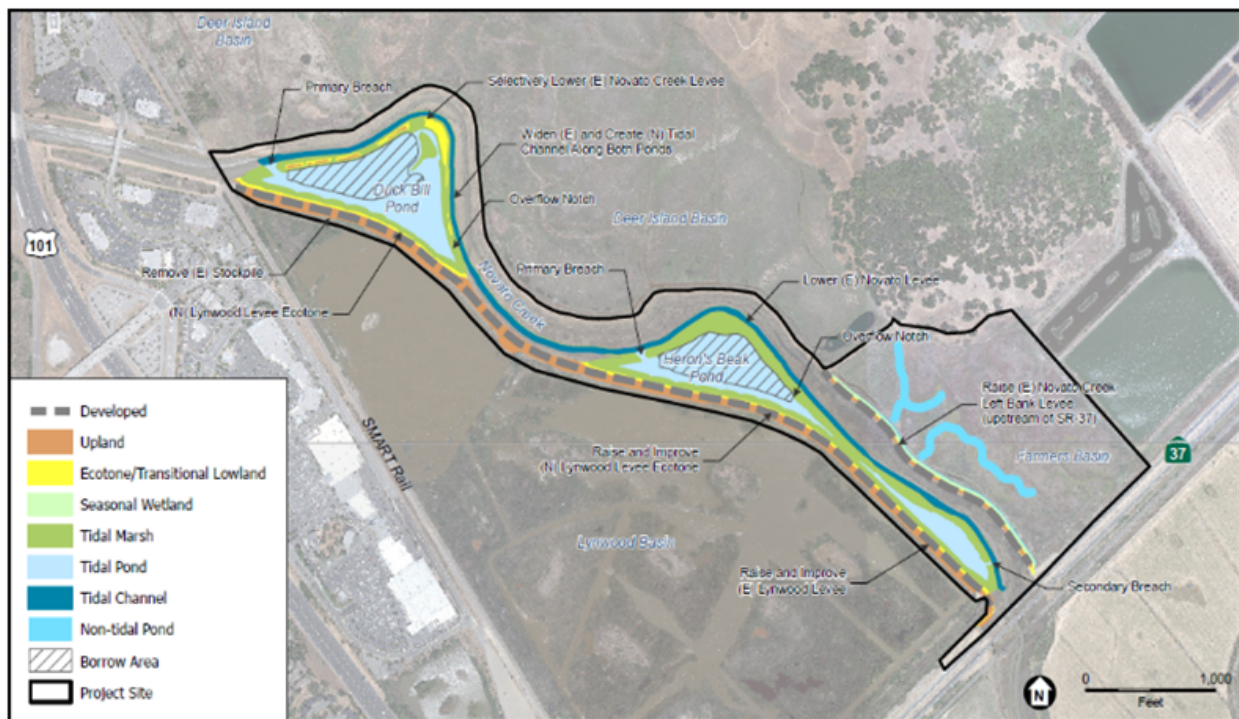 Deer Island
Basin
Primary Breach
Selectively Lower (E) Novato Creek Levee
Widen (E) and Create (N) Tidal
Channel Along Both Ponds
Duck Bill
Pond
Overflow Notch
Deer Island Basin
101
Remove (E) Stockpile
(N) Lynwood Levee Ecotone
Novato Creek
Primary Breach
Lower (E) Novato Levee
Overflow Notch
Heron's Beak
Pond
Raise (E) Novato Creek
Left Bank Levee
(upstream of SR-37)
Farmers Basin
37
SMART Rail
Raise and Improve
(N) Lynwood Levee Ecotone
Lynwood Basin
Raise and Improve
(E) Lynwood Levee
Secondary Breach
Developed
Upland
Ecotone/Transitional Lowland
Seasonal Wetland
Tidal Marsh
Tidal Pond
Tidal Channel
Non-tidal Pond
Borrow Area
Project Site
N
0 1,000
Feet